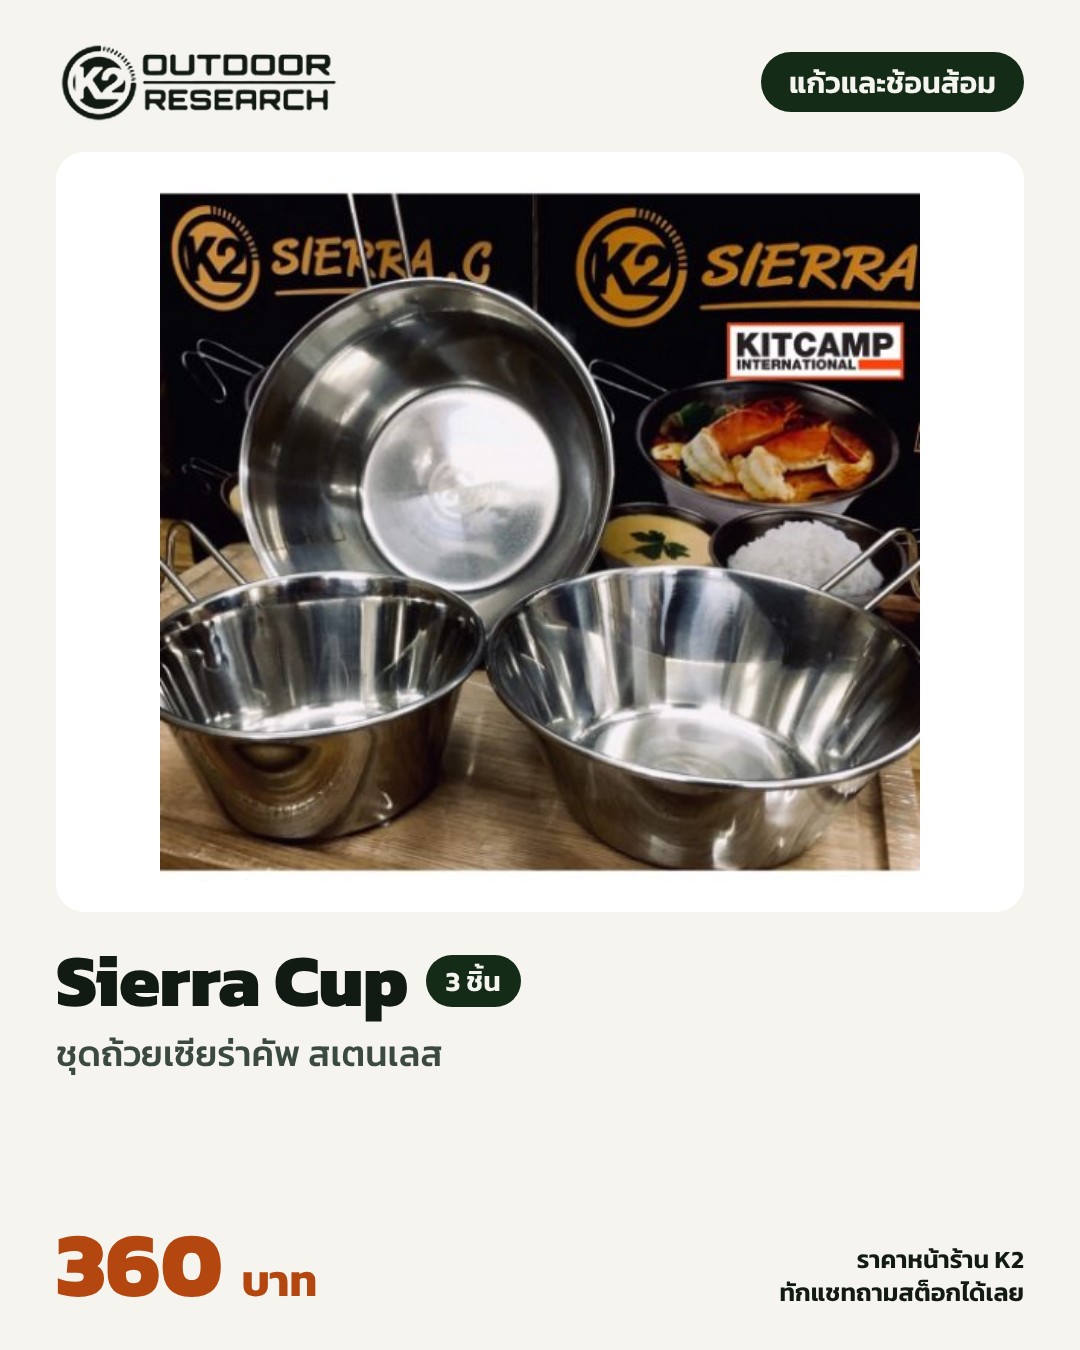 K2 OUTDOOR
RESEARCH
แก้วและช้อนส้อม
K2 SIERRA . C
K2 SIERRA
KITCAMP
INTERNATIONAL
Sierra Cup
3 ชิ้น
ชุดถ้วยเซียร่าคัพ สเตนเลส
360 บาท
ราคาหน้าร้าน K2
ทักแชทถามสต็อกได้เลย